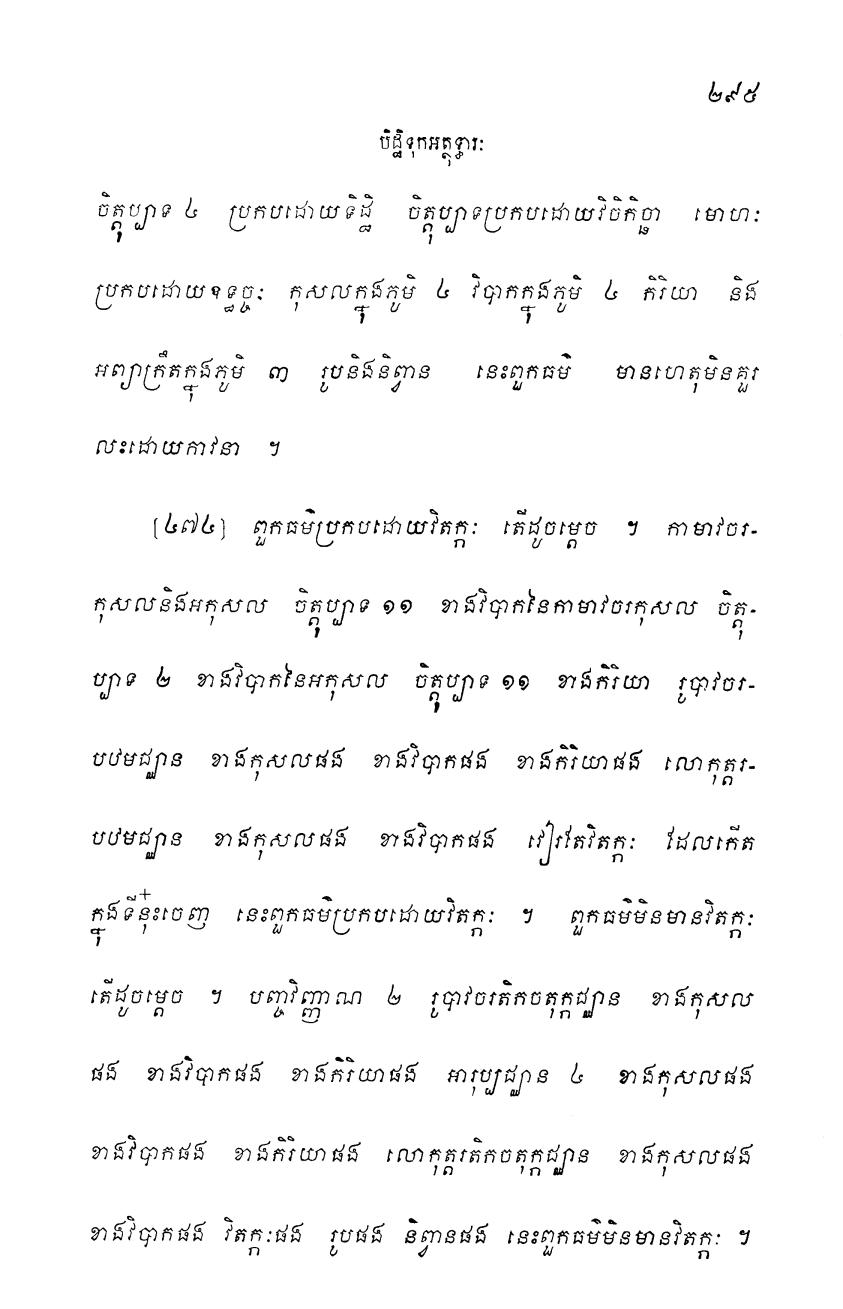 ២៩៥
បិដ្ឋិទុកអត្ថុទ្ធារៈ
ចិត្តុប្បាទ ៤ ប្រកបដោយទិដ្ឋិ ចិត្តុប្បាទប្រកបដោយវិចិកិច្ឆា មោហៈ
ប្រកបដោយឧទ្ធច្ចៈ កុសលក្នុងភូមិ ៤ វិបាកក្នុងភូមិ ៤ កិរិយា និង
អព្យាក្រឹតក្នុងភូមិ ៣ រូបនិងនិព្វាន នេះពួកធម៌ មានហេតុមិនគួរ
លះដោយភាវនា ។
[៤៧៤] ពួកធម៌ប្រកបដោយវិតក្កៈ តើដូចម្តេច ។ កាមាវចរ-
កុសលនិងអកុសល ចិត្តុប្បាទ ១១ ខាងវិបាកនៃកាមាវចរកុសល ចិត្តុ-
ប្បាទ ២ ខាងវិបាកនៃអកុសល ចិត្តុប្បាទ ១១ ខាងកិរិយា រូបាវចរ-
បឋមជ្ឈាន ខាងកុសលផង ខាងវិបាកផង ខាងកិរិយាផង លោកុត្តរ-
បឋមជ្ឈាន ខាងកុសលផង ខាងវិបាកផង វៀរតែវិតក្កៈ ដែលកើត
ក្នុងទីនុ៎ះចេញ នេះពួកធម៌ប្រកបដោយវិតក្កៈ ។ ពួកធម៌មិនមានវិតក្កៈ
តើដូចម្តេច ។ បញ្ចវិញ្ញាណ ២ រូបាវចរតិកចតុក្កជ្ឈាន ខាងកុសល
ផង ខាងវិបាកផង ខាងកិរិយាផង អារុប្បជ្ឈាន ៤ ខាងកុសលផង
ខាងវិបាកផង ខាងកិរិយាផង លោកុត្តរតិកចតុក្កជ្ឈាន ខាងកុសលផង
ខាងវិបាកផង វិតក្កៈផង រូបផង និព្វានផង នេះពួកធម៌មិនមានវិតក្កៈ ។